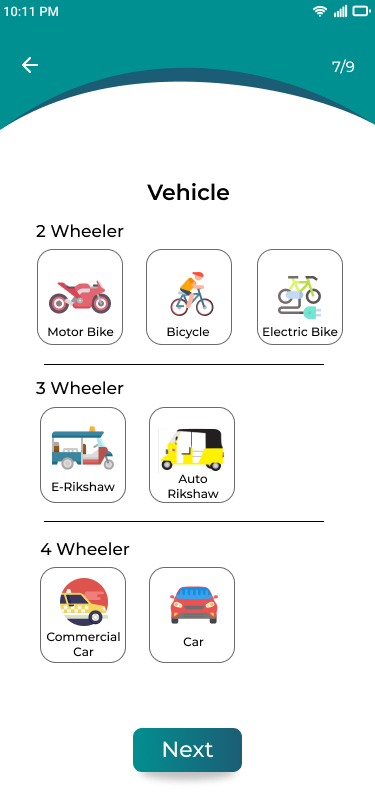 10:11 PM
7/9
Vehicle
2 Wheeler
Motor Bike
Bicycle
Electric Bike
3 Wheeler
E-Rikshaw
Auto
Rikshaw
4 Wheeler
Commercial
Car
Car
Next